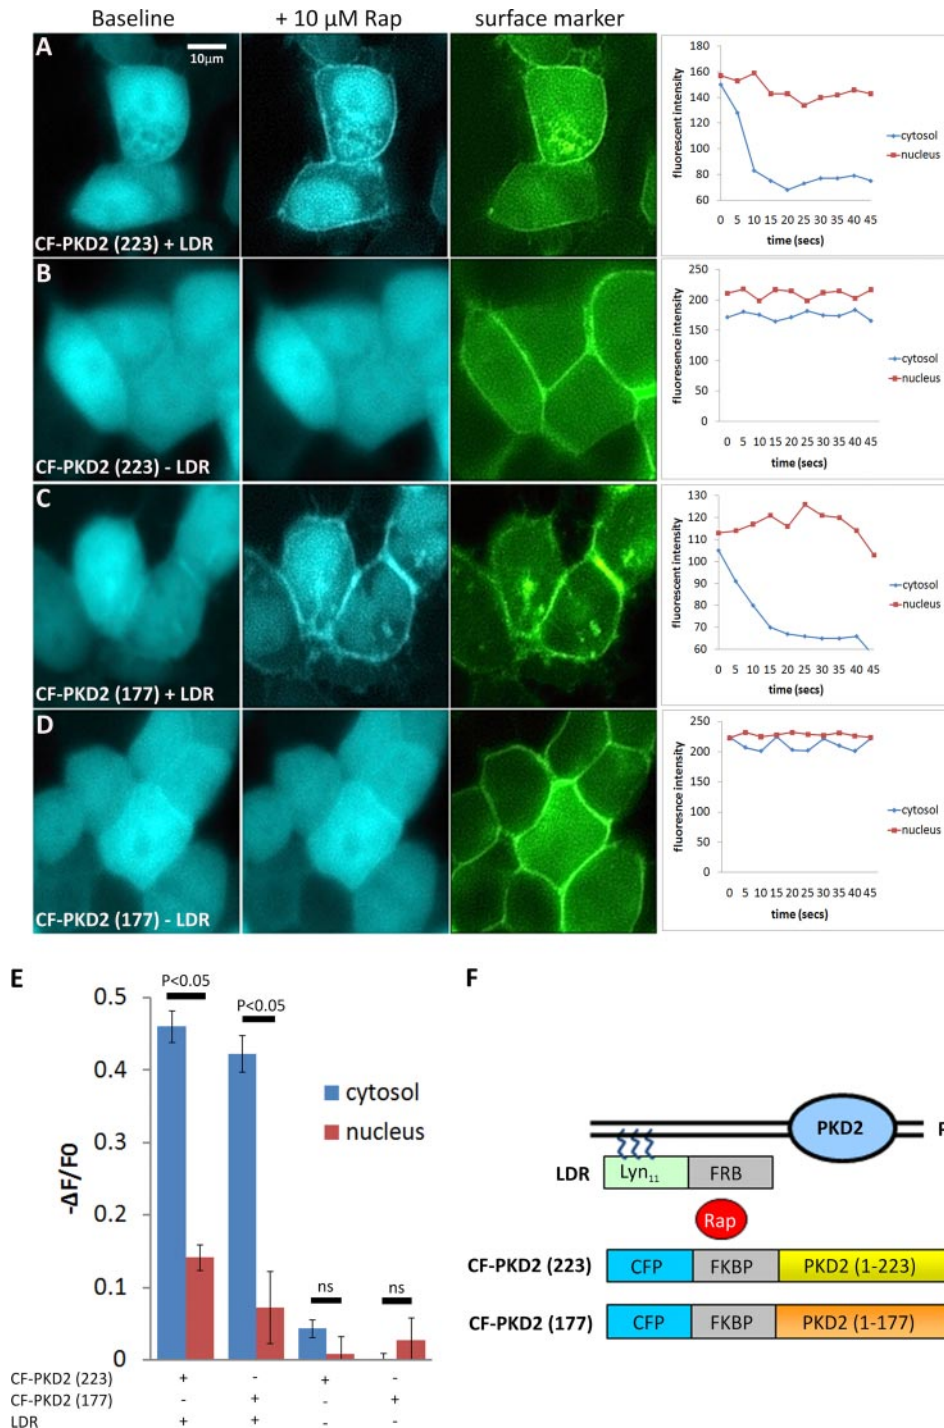 Baseline + 10 µM Rap surface marker
A
10µm
CF-PKD2 (223) + LDR
fluorescent intensity
180
160
140
120
100
80
60
0 5 10 15 20 25 30 35 40 45
time (secs)
cytosol
nucleus
B
CF-PKD2 (223) - LDR
fluoresence intensity
250
200
150
100
50
0
0 5 10 15 20 25 30 35 40 45
time (secs)
cytosol
nucleus
C
CF-PKD2 (177) + LDR
fluorescent intensity
130
120
110
100
90
80
70
60
0 5 10 15 20 25 30 35 40 45
time (secs)
cytosol
nucleus
D
CF-PKD2 (177) - LDR
fluoresnce intensity
250
200
150
100
50
0
0 5 10 15 20 25 30 35 40 45
time (secs)
cytosol
nucleus
E
-ΔF/F0
0.5
0.4
0.3
0.2
0.1
0
P<0.05
P<0.05
ns
ns
cytosol
nucleus
CF-PKD2 (223) + - + -
CF-PKD2 (177) - + - +
LDR + + - -
F
PKD2 P
LDR Lyn11 FRB
Rap
CF-PKD2 (223) CFP FKBP PKD2 (1-223)
CF-PKD2 (177) CFP FKBP PKD2 (1-177)